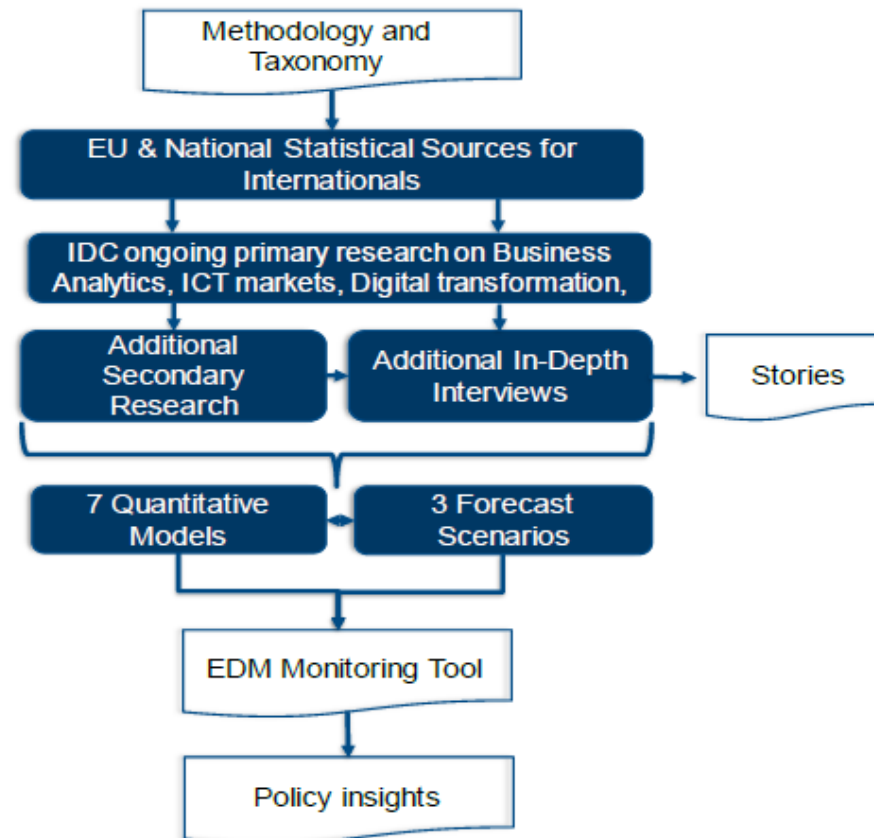 Methodology and
Taxonomy
EU & National Statistical Sources for
Internationals
IDC ongoing primary research on Business
Analytics, ICT markets, Digital transformation,
Additional
Secondary
Research
Additional In-Depth
Interviews
Stories
7 Quantitative
Models
3 Forecast
Scenarios
EDM Monitoring Tool
Policy insights